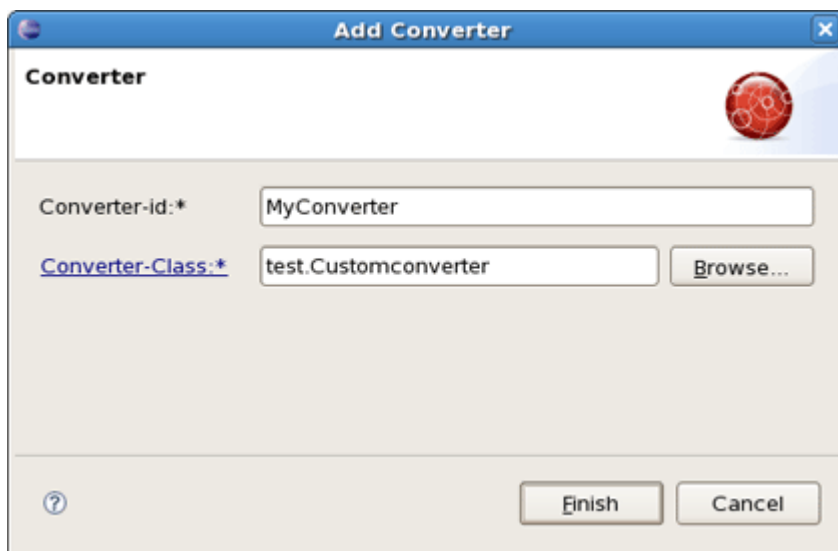 Add Converter
Converter
Converter-id:* MyConverter
Converter-Class:* test.Customconverter Browse...
? Finish Cancel